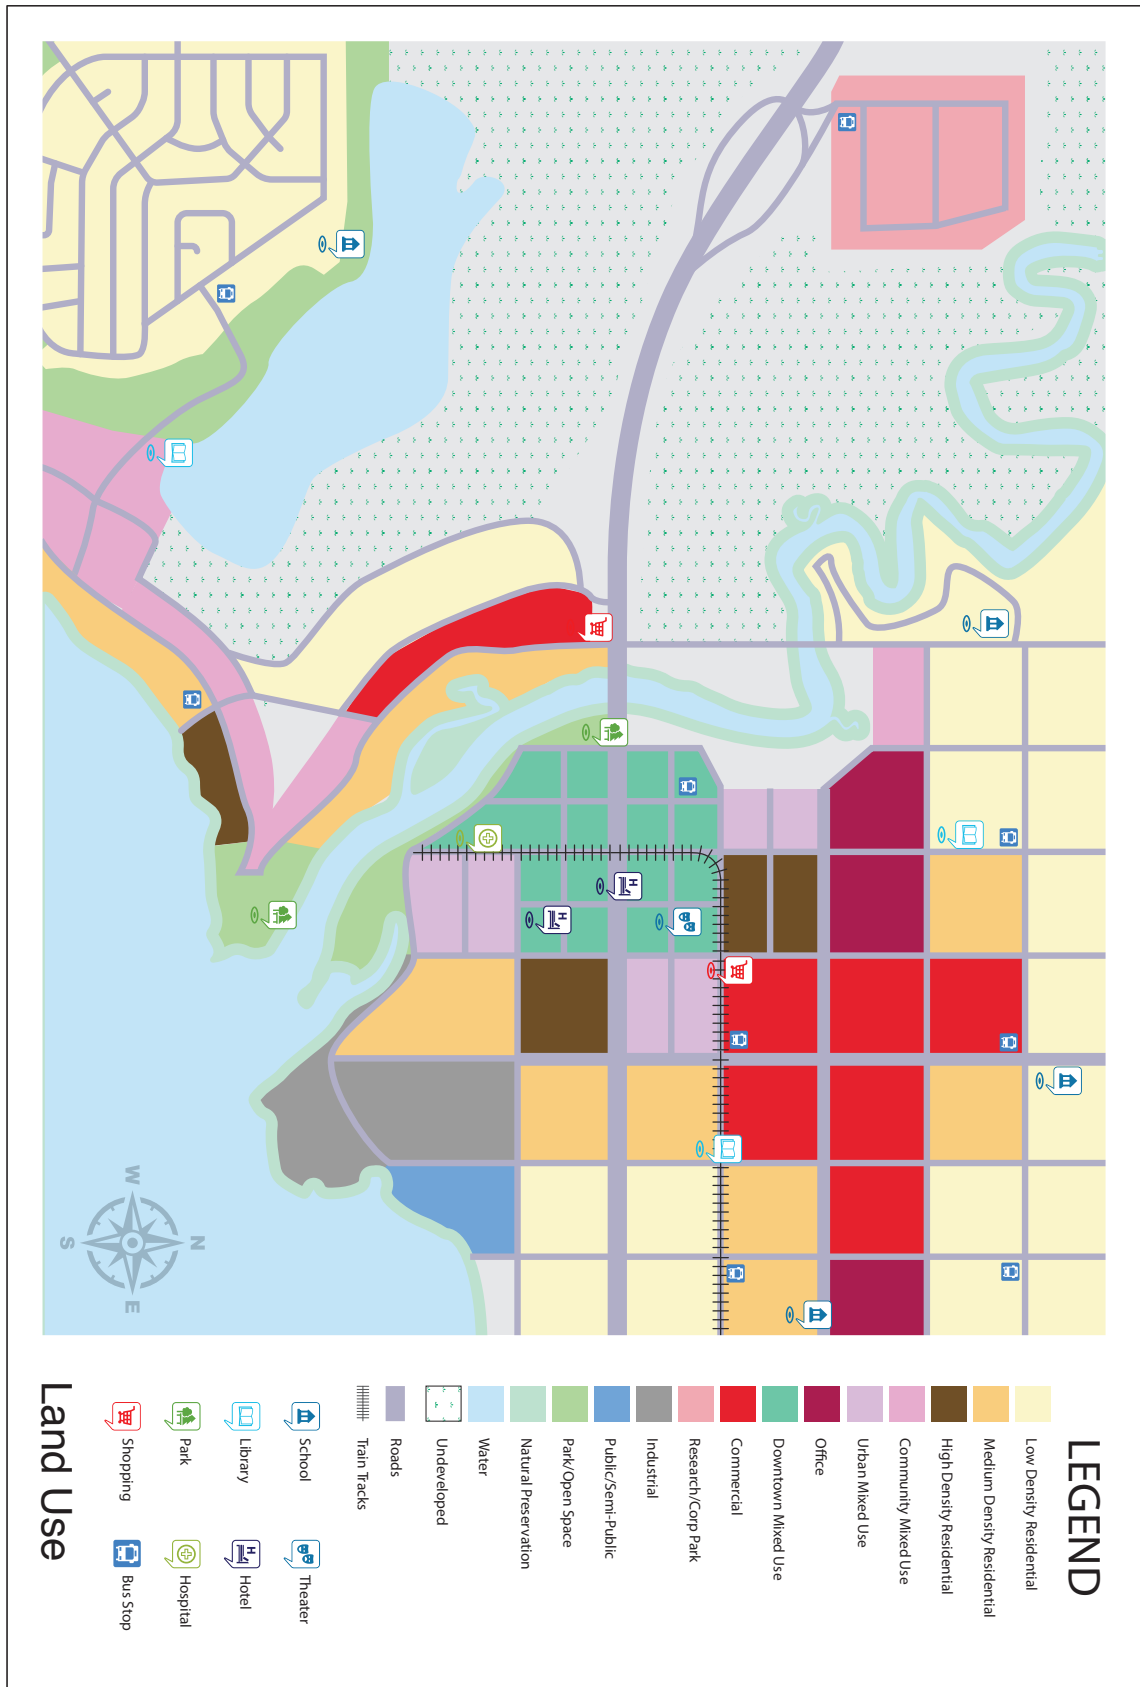 LEGEND
Low Density Residential
Medium Density Residential
High Density Residential
Community Mixed Use
Urban Mixed Use
Office
Downtown Mixed Use
Commercial
Research/Corp Park
Industrial
Public/Semi-Public
Park/Open Space
Natural Preservation
Water
Undeveloped
Roads
Train Tracks
School
Theater
Library
Hotel
Park
Hospital
Shopping
Bus Stop
Land Use
N
W
E
S
H
H
H